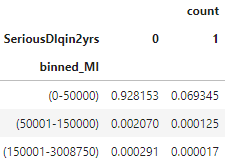 count
SeriousDlqin2yrs 0 1
binned_MI
(0-50000) 0.928153 0.069345
(50001-150000) 0.002070 0.000125
(150001-3008750) 0.000291 0.000017